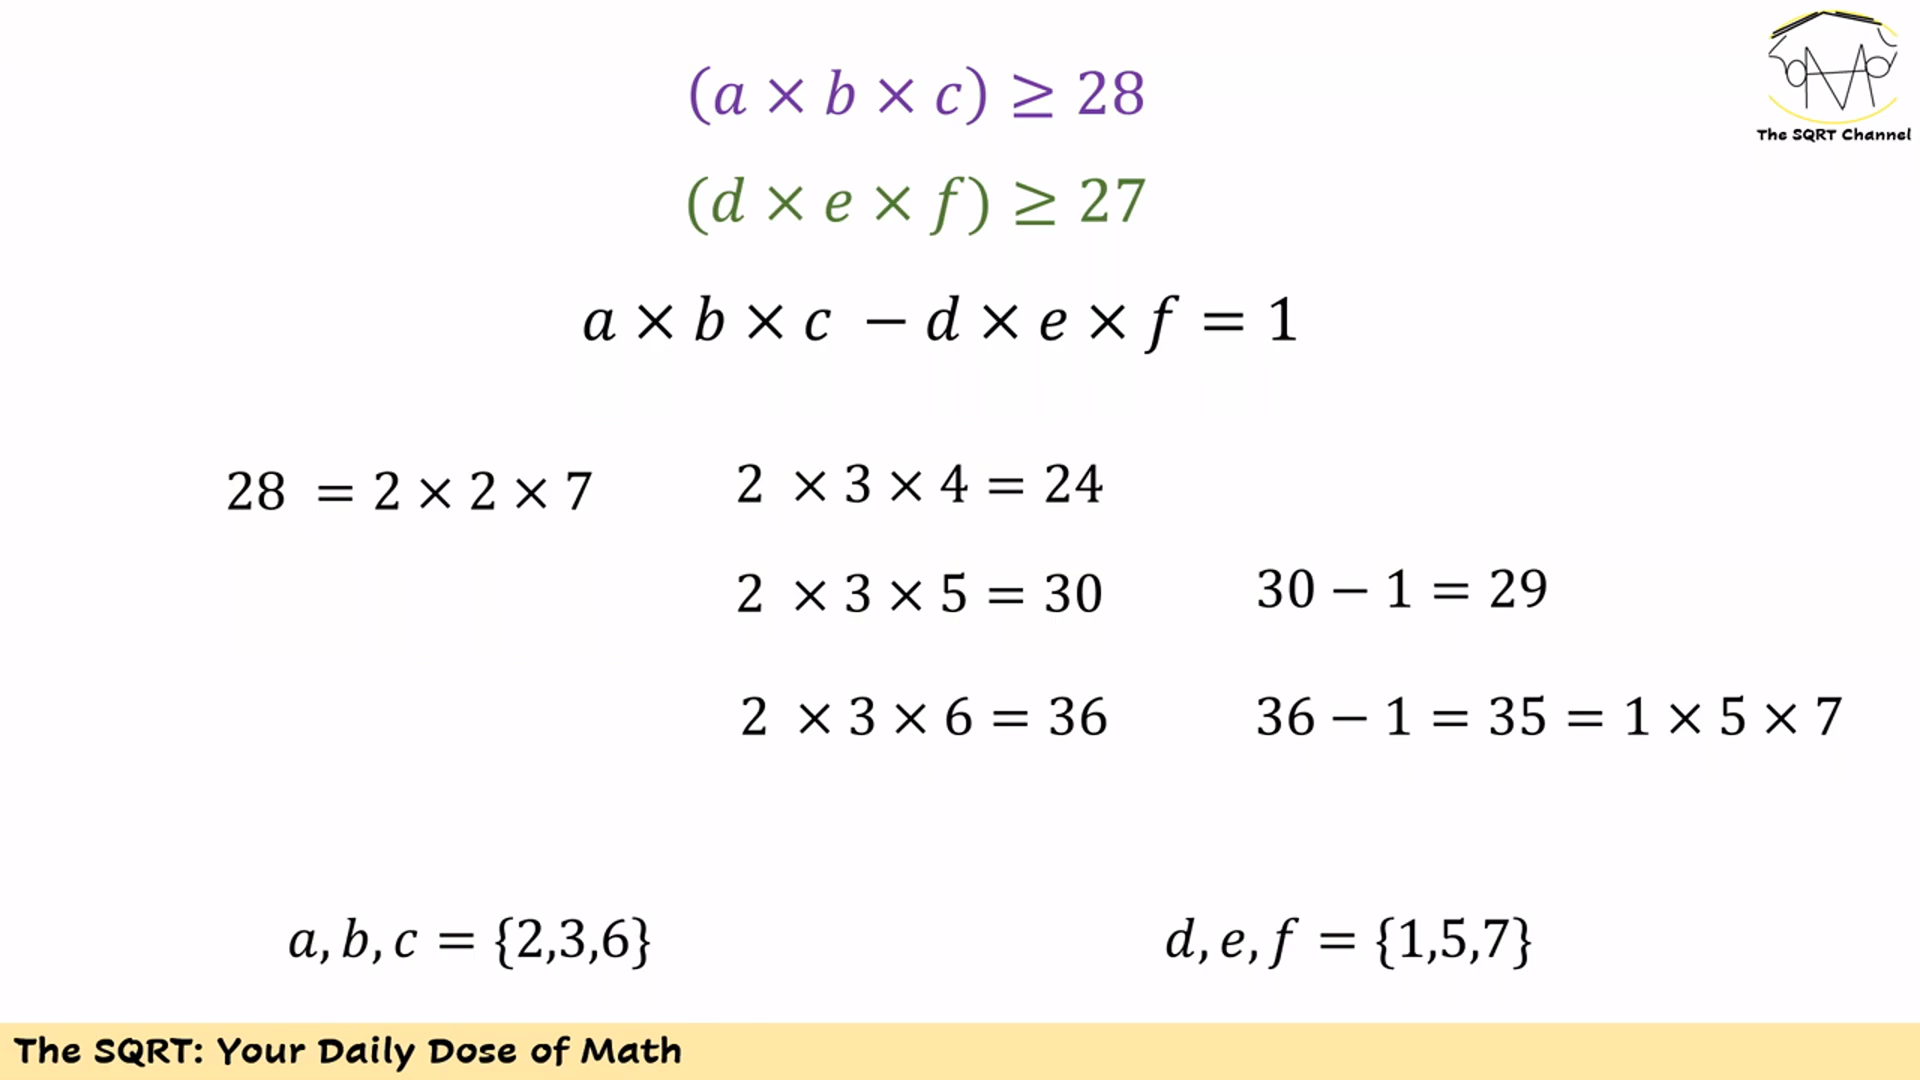 The SQRT Channel
(a × b × c) ≥ 28
(d × e × f) ≥ 27
a × b × c − d × e × f = 1
28 = 2 × 2 × 7
2 × 3 × 4 = 24
2 × 3 × 5 = 30
30 − 1 = 29
2 × 3 × 6 = 36
36 − 1 = 35 = 1 × 5 × 7
a, b, c = {2,3,6}
d, e, f = {1,5,7}
The SQRT: Your Daily Dose of Math